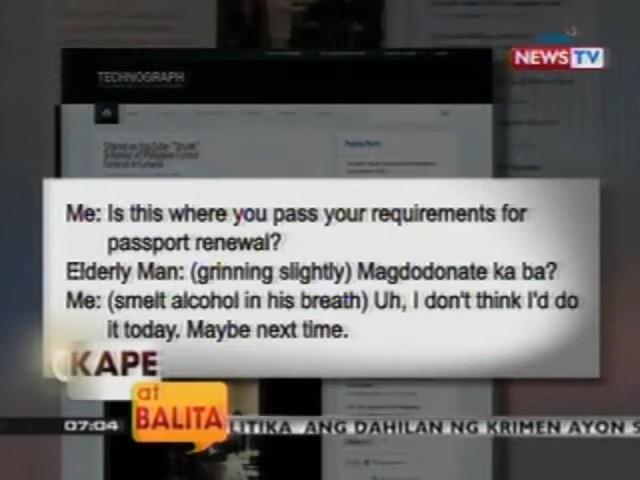 NEWSTV
TECHNOGRAPH
Me: Is this where you pass your requirements for
passport renewal?
Elderly Man: (grinning slightly) Magdodonate ka ba?
Me: (smelt alcohol in his breath) Uh, I don't think I'd do
it today. Maybe next time.
KAPE
at
BALITA
07:04
LITIKA ANG DAHILAN NG KRIMEN AYON S